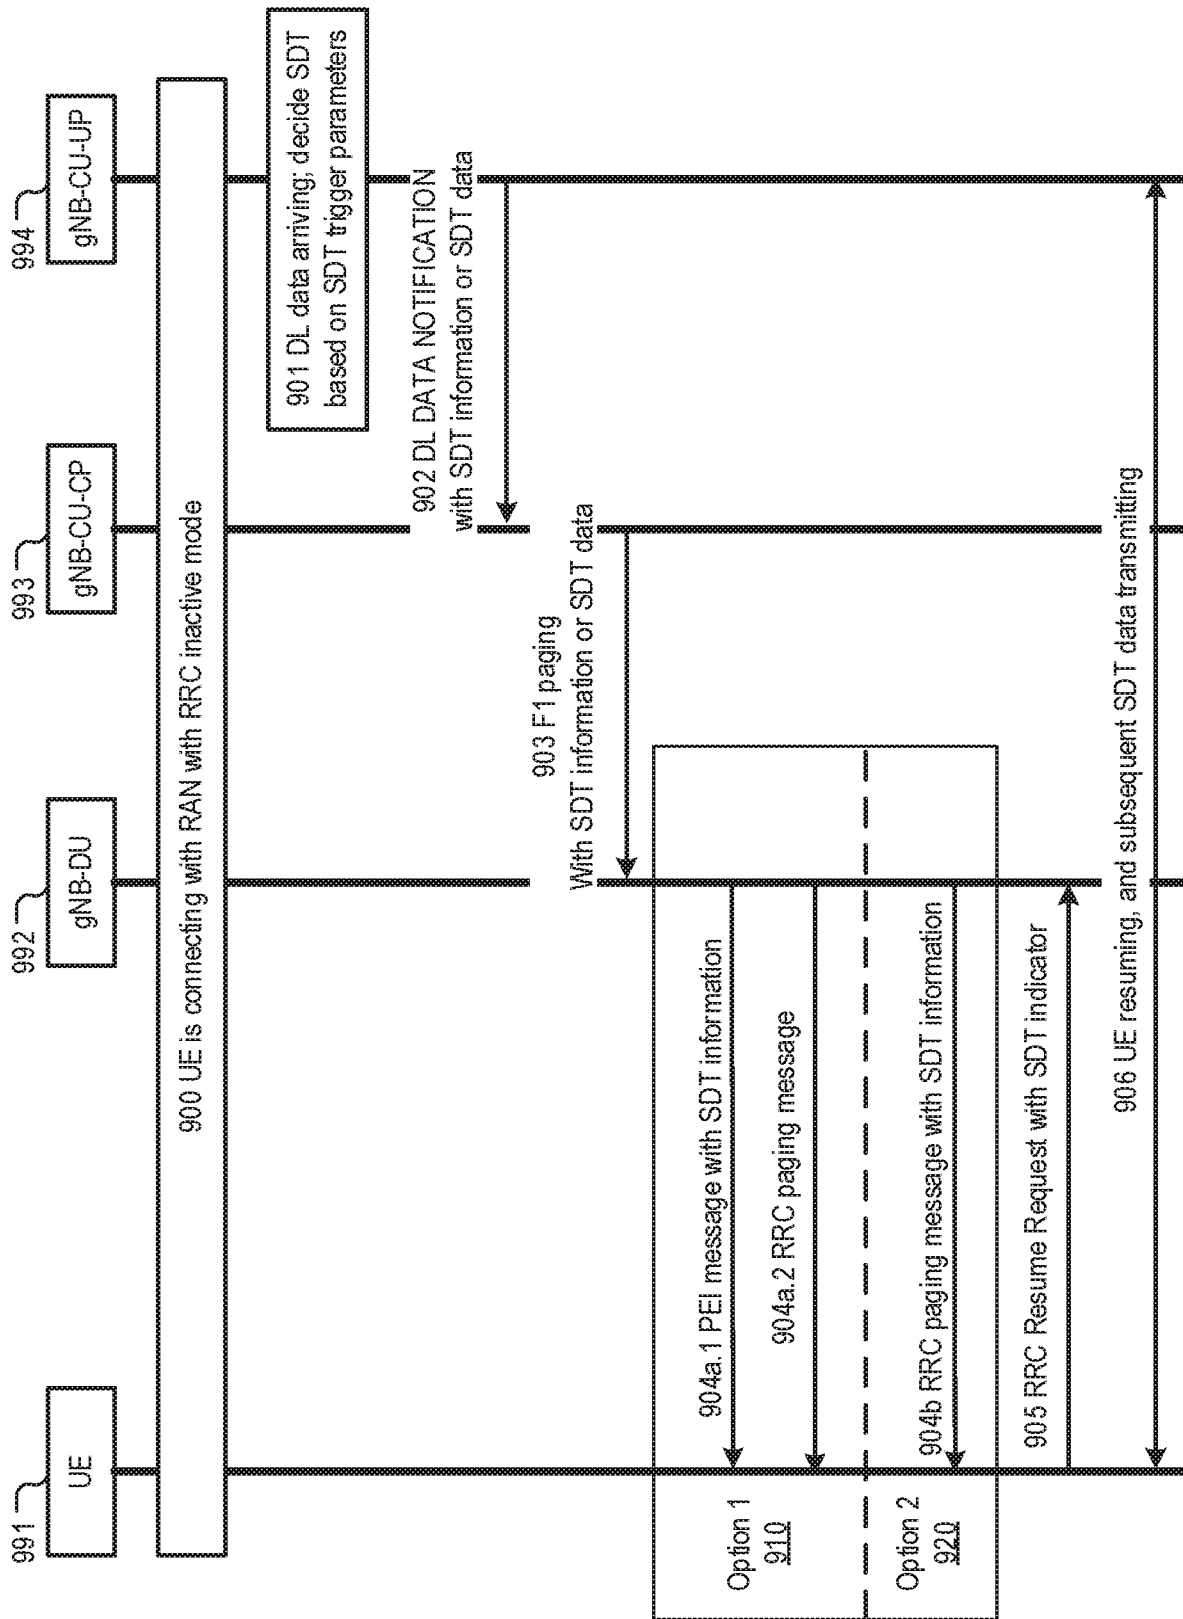 991
992
993
994
UE
gNB-DU
gNB-CU-CP
gNB-CU-UP
900 UE is connecting with RAN with RRC inactive mode
901 DL data arriving; decide SDT
based on SDT trigger parameters
902 DL DATA NOTIFICATION
with SDT information or SDT data
903 F1 paging
With SDT information or SDT data
Option 1
910
904a.1 PEI message with SDT information
904a.2 RRC paging message
Option 2
920
904b RRC paging message with SDT information
905 RRC Resume Request with SDT indicator
906 UE resuming, and subsequent SDT data transmitting